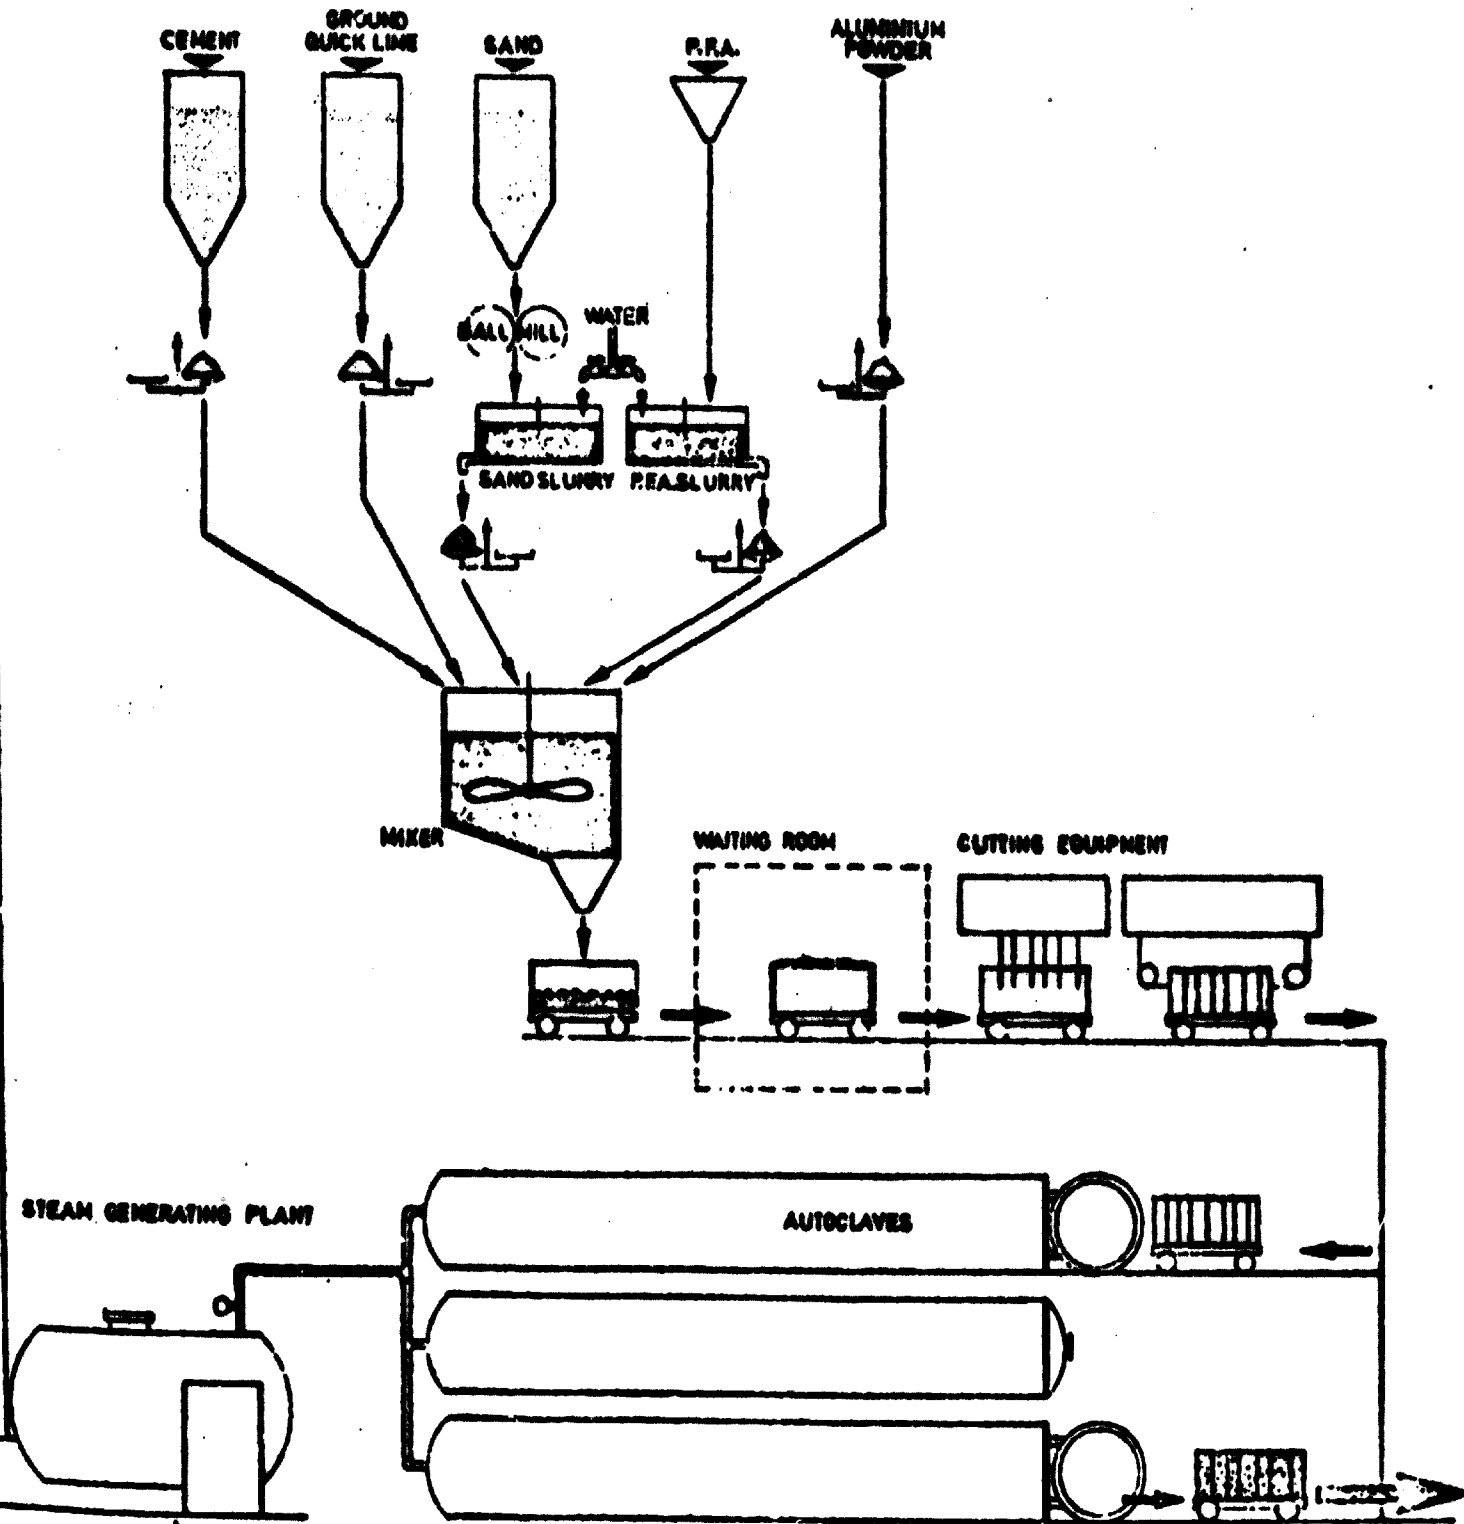 CEMENT
GROUND
QUICK LIME
SAND
P.F.A.
ALUMINIUM
POWDER
BALL MILL
WATER
SAND SLURRY
P.F.A. SLURRY
MIXER
WAITING ROOM
CUTTING EQUIPMENT
STEAM GENERATING PLANT
AUTOCLAVES